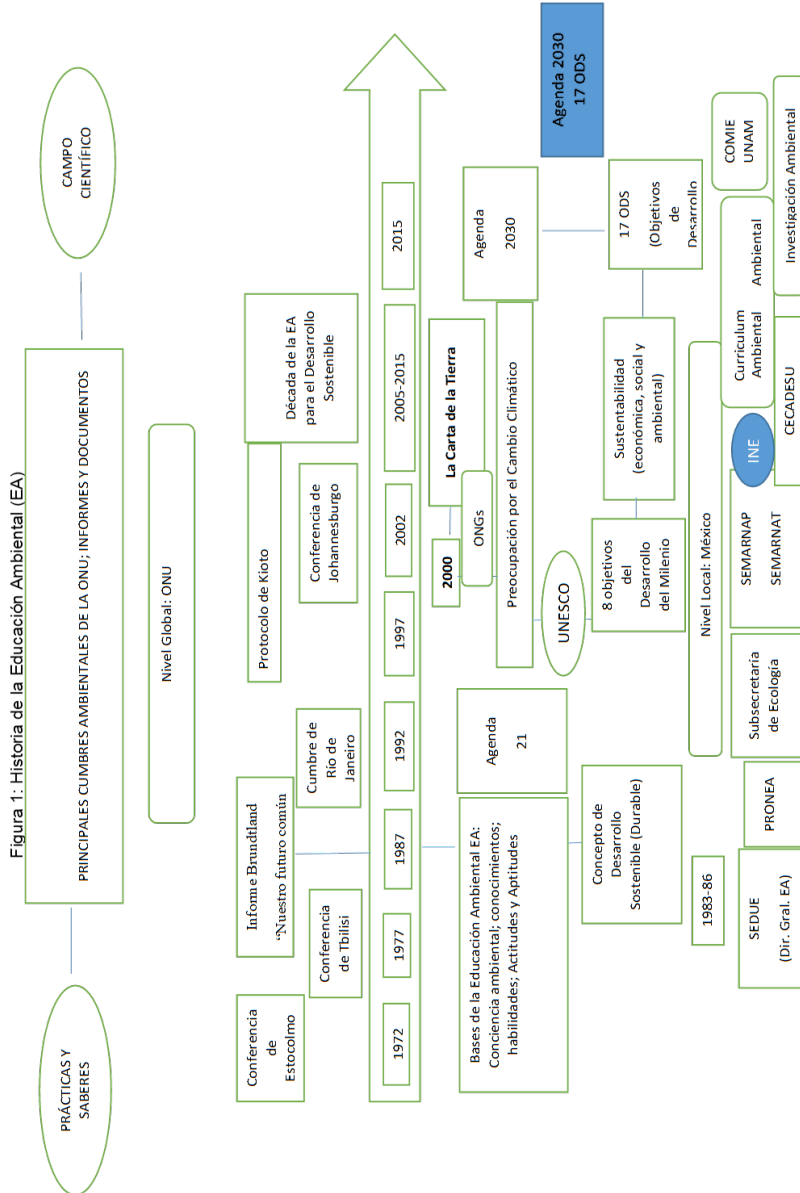 Figura 1: Historia de la Educación Ambiental (EA)
PRÁCTICAS Y
SABERES
PRINCIPALES CUMBRES AMBIENTALES DE LA ONU; INFORMES Y DOCUMENTOS
CAMPO
CIENTÍFICO
Nivel Global: ONU
Conferencia
de
Estocolmo
Informe Brundtland
“Nuestro futuro común
Protocolo de Kioto
Década de la EA
para el Desarrollo
Sostenible
Conferencia
de Tbilisi
Cumbre de
Río de
Janeiro
Conferencia de
Johannesburgo
1972
1977
1987
1992
1997
2002
2005-2015
2015
Bases de la Educación Ambiental EA:
Conciencia ambiental; conocimientos;
habilidades; Actitudes y Aptitudes
Agenda
21
2000
La Carta de la Tierra
ONGs
Preocupación por el Cambio Climático
Agenda
2030
Agenda 2030
17 ODS
UNESCO
Concepto de
Desarrollo
Sostenible (Durable)
8 objetivos
del
Desarrollo
del Milenio
Sustentabilidad
(económica, social y
ambiental)
17 ODS
(Objetivos
de
Desarrollo
Nivel Local: México
1983-86
SEDUE
(Dir. Gral. EA)
PRONEA
Subsecretaría
de Ecología
SEMARNAP
SEMARNAT
INE
CECADESU
Curriculum Ambiental
Ambiental
COMIE
UNAM
Investigación Ambiental